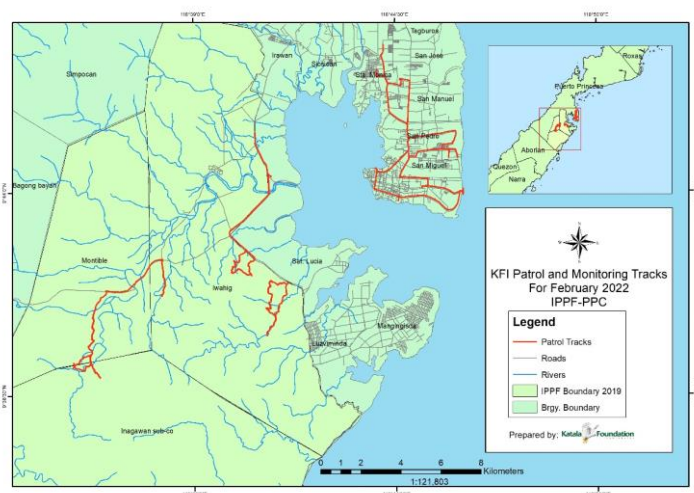 Tagburos
San Jose
Irawan
Sicsican
Sta. Monica
Simpocan
San Manuel
San Pedro
San Miguel
Bagong bayan
Montible
Iwahig
Sta. Lucia
Luzviminda
Mangingisda
Inagawan sub-co
Roxas
Puerto Princesa
Aborlan
Quezon
Narra
KFI Patrol and Monitoring Tracks
For February 2022
IPPF-PPC
Legend
Patrol Tracks
Roads
Rivers
IPPF Boundary 2019
Brgy. Boundary
Prepared by: Katala Foundation
0 1 2 4 6 8
Kilometers
1:121,803